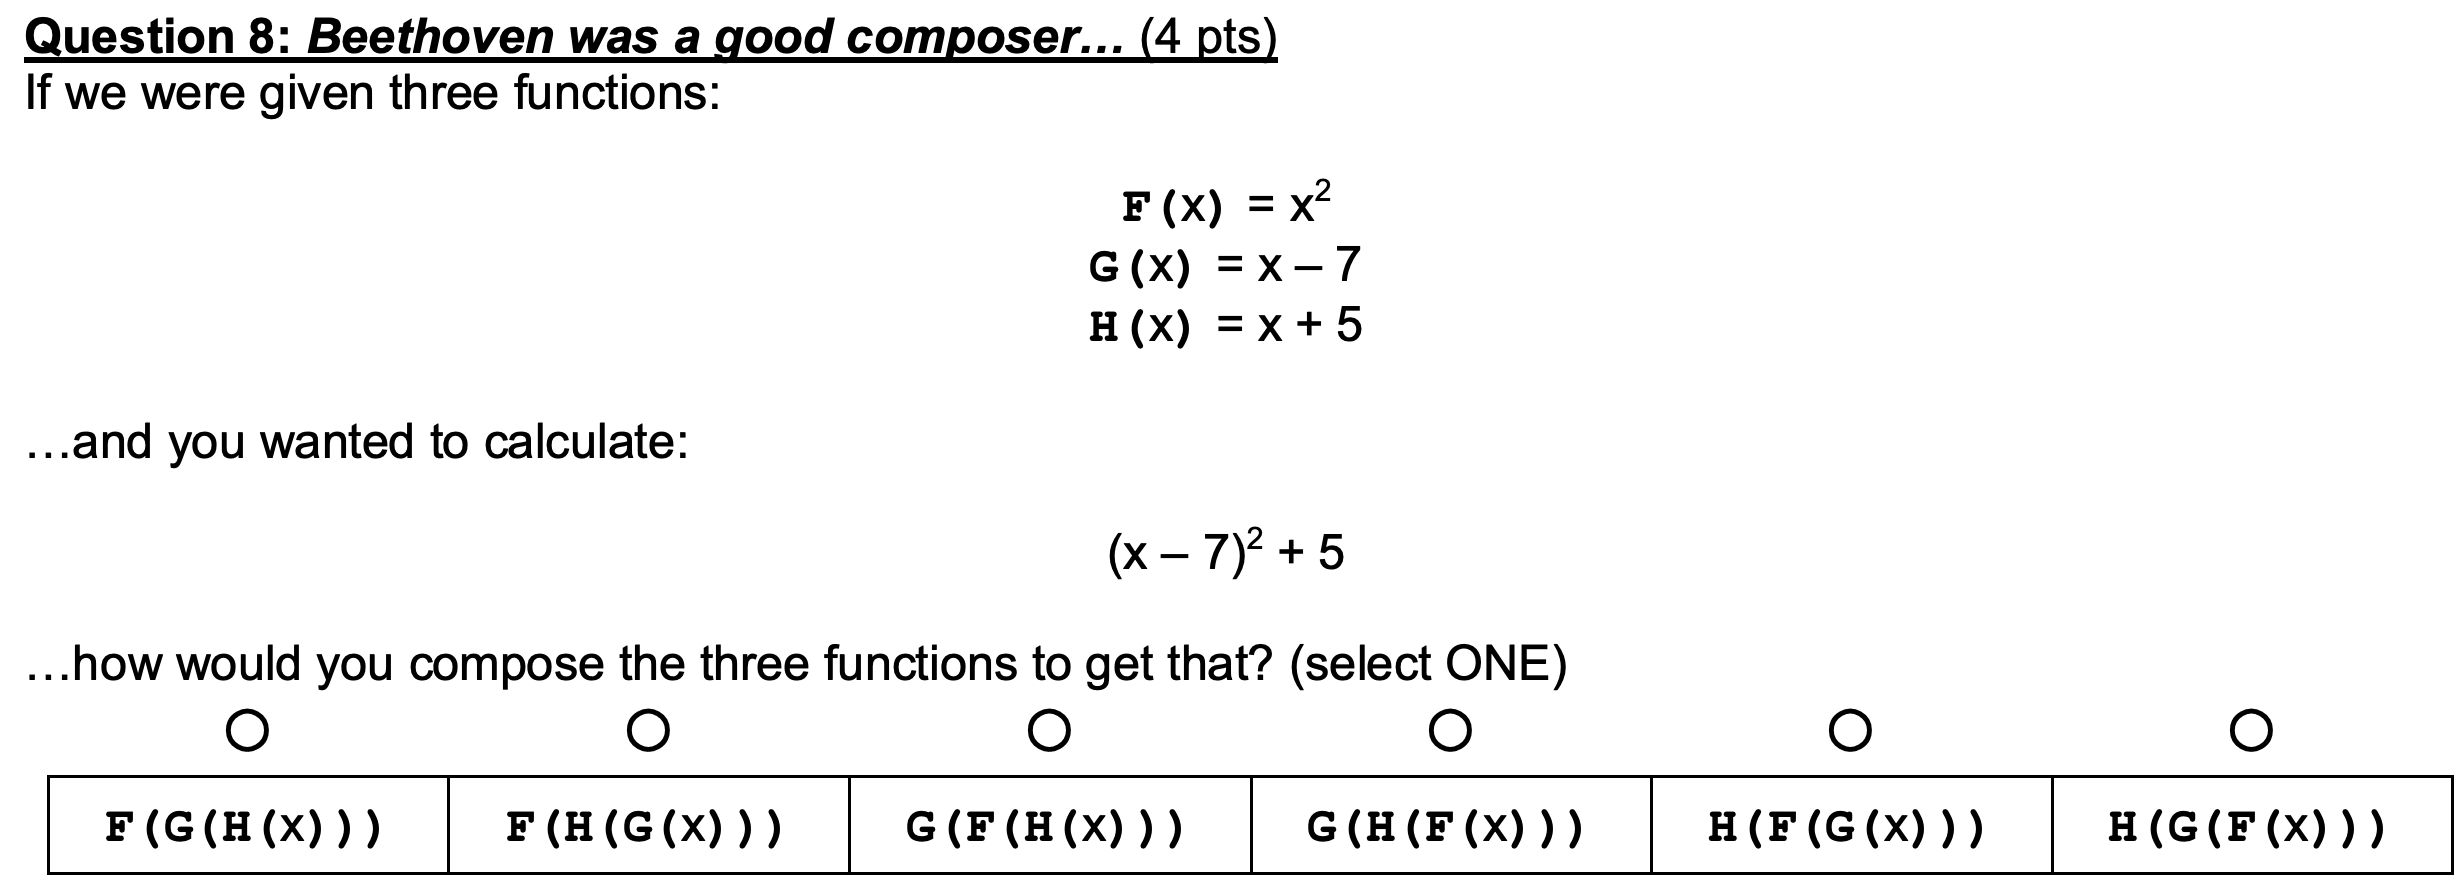 Question 8: Beethoven was a good composer... (4 pts)
If we were given three functions:
F(x) = x²
G(x) = x – 7
H(x) = x + 5
…and you wanted to calculate:
(x – 7)² + 5
…how would you compose the three functions to get that? (select ONE)
F(G(H(x))) F(H(G(x))) G(F(H(x))) G(H(F(x))) H(F(G(x))) H(G(F(x)))